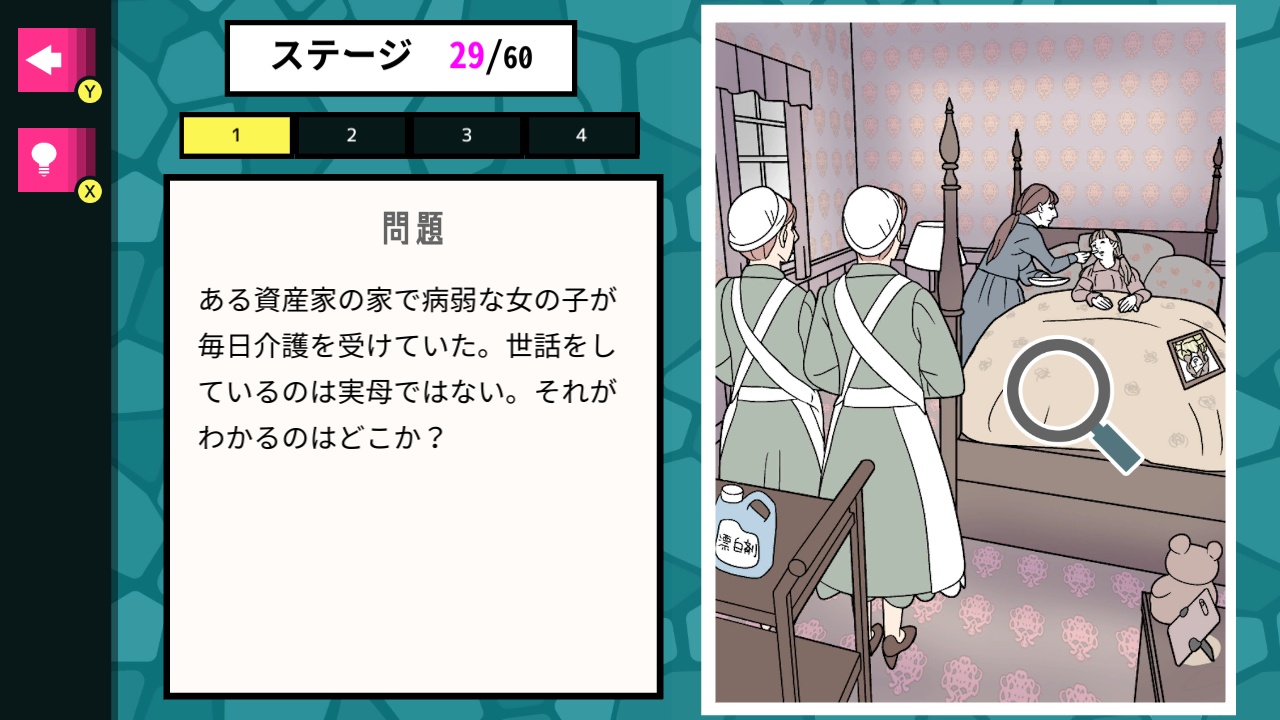 ステージ 29/60
1 2 3 4
問題
ある資産家の家で病弱な女の子が
毎日介護を受けていた。世話をし
ているのは実母ではない。それが
わかるのはどこか？
Y
X
漂白剤